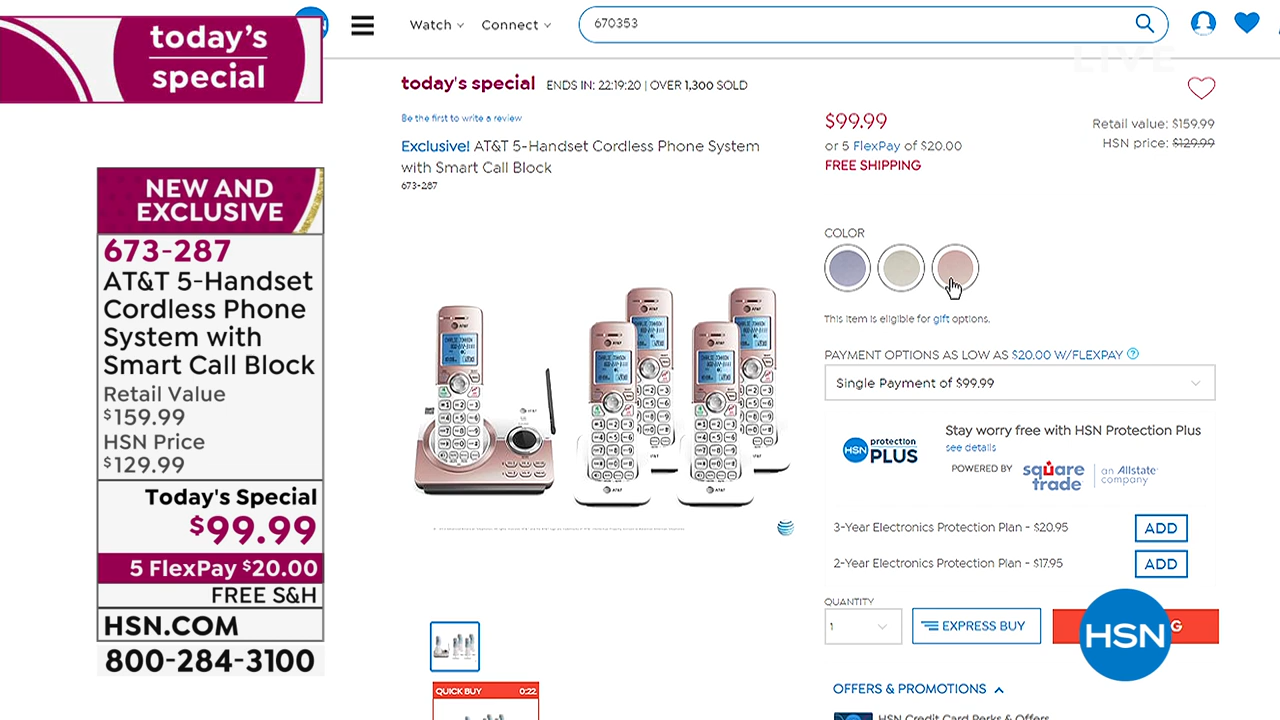 today's
special
NEW AND
EXCLUSIVE
673-287
AT&T 5-Handset
Cordless Phone
System with
Smart Call Block
Retail Value
$159.99
HSN Price
$129.99
Today's Special
$99.99
5 FlexPay $20.00
FREE S&H
HSN.COM
800-284-3100
Watch
Connect
670353
LIVE
today's special ENDS IN: 22:19:20 | OVER 1,300 SOLD
Be the first to write a review
Exclusive! AT&T 5-Handset Cordless Phone System
with Smart Call Block
673-287
$99.99
or 5 FlexPay of $20.00
FREE SHIPPING
Retail value: $159.99
HSN price: $129.99
COLOR
This item is eligible for gift options.
PAYMENT OPTIONS AS LOW AS $20.00 W/FLEXPAY ?
Single Payment of $99.99
HSN protection
PLUS
Stay worry free with HSN Protection Plus
see details
POWERED BY
square
trade
an Allstate
company
3-Year Electronics Protection Plan - $20.95
ADD
2-Year Electronics Protection Plan - $17.95
ADD
QUANTITY
1
EXPRESS BUY
HSN
G
QUICK BUY 0:22
OFFERS & PROMOTIONS
HSN Credit Card Perks & Offers